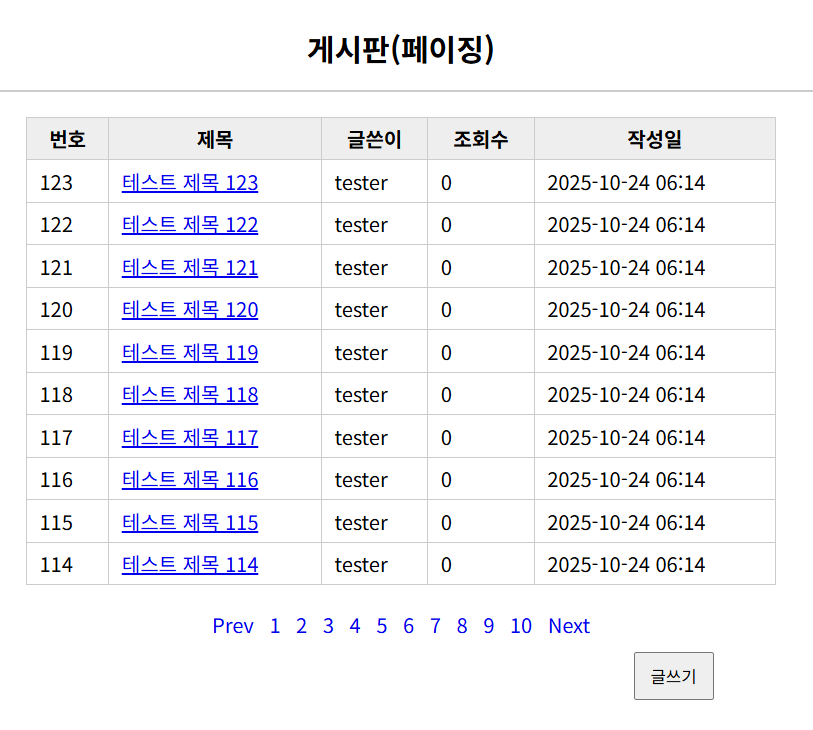 게시판(페이징)
번호 제목 글쓴이 조회수 작성일
123 테스트 제목 123 tester 0 2025-10-24 06:14
122 테스트 제목 122 tester 0 2025-10-24 06:14
121 테스트 제목 121 tester 0 2025-10-24 06:14
120 테스트 제목 120 tester 0 2025-10-24 06:14
119 테스트 제목 119 tester 0 2025-10-24 06:14
118 테스트 제목 118 tester 0 2025-10-24 06:14
117 테스트 제목 117 tester 0 2025-10-24 06:14
116 테스트 제목 116 tester 0 2025-10-24 06:14
115 테스트 제목 115 tester 0 2025-10-24 06:14
114 테스트 제목 114 tester 0 2025-10-24 06:14
Prev 1 2 3 4 5 6 7 8 9 10 Next
글쓰기